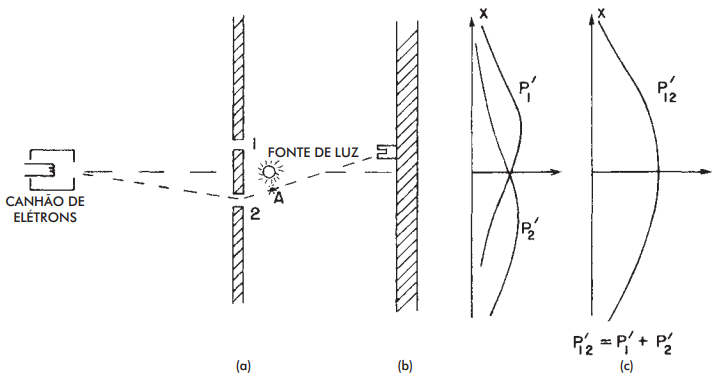 X
X
P₁′
P₁₂′
1
FONTE DE LUZ
CANHÃO DE
ELÉTRONS
A
2
P₂′
P₁₂′ = P₁′ + P₂′
(a)
(b)
(c)